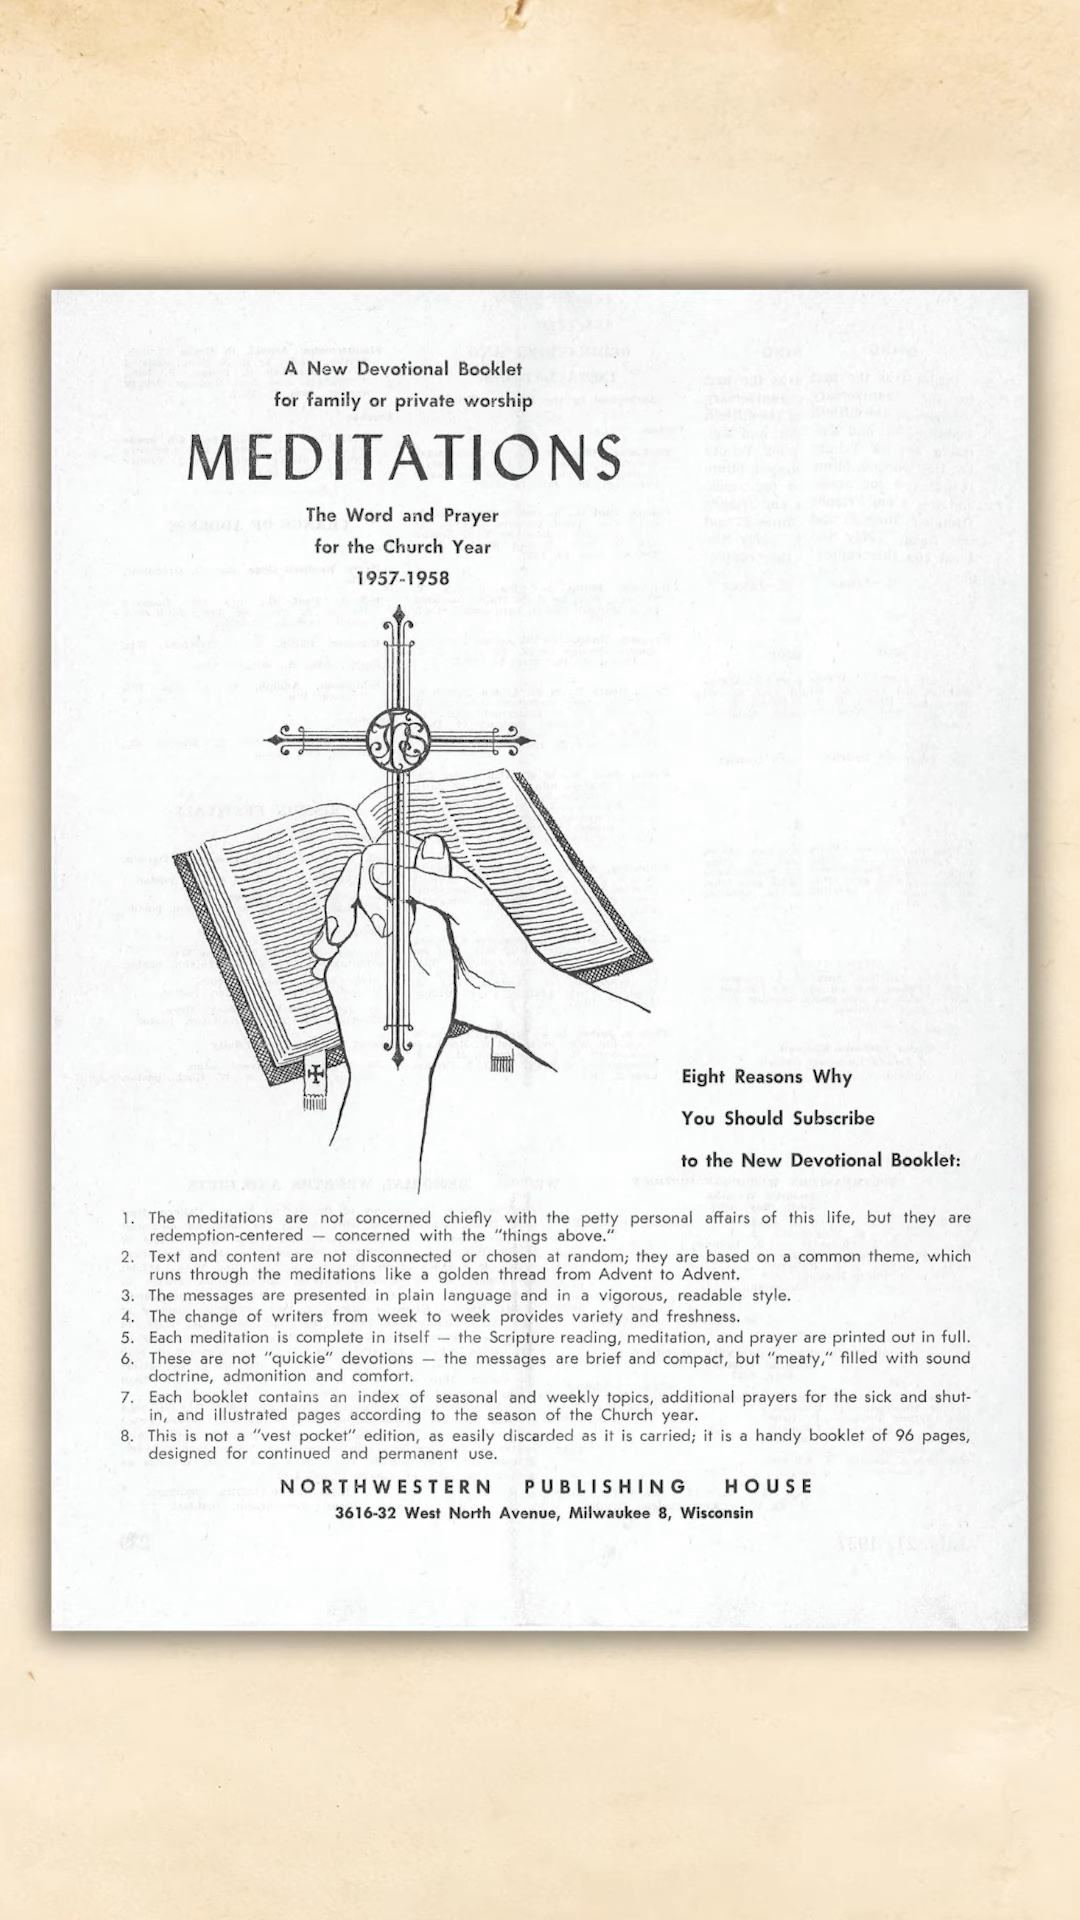 A New Devotional Booklet
for family or private worship
MEDITATIONS
The Word and Prayer
for the Church Year
1957-1958
IHS
Eight Reasons Why
You Should Subscribe
to the New Devotional Booklet:
1. The meditations are not concerned chiefly with the petty personal affairs of this life, but they are
redemption-centered — concerned with the "things above."
2. Text and content are not disconnected or chosen at random; they are based on a common theme, which
runs through the meditations like a golden thread from Advent to Advent.
3. The messages are presented in plain language and in a vigorous, readable style.
4. The change of writers from week to week provides variety and freshness.
5. Each meditation is complete in itself — the Scripture reading, meditation, and prayer are printed out in full.
6. These are not "quickie" devotions — the messages are brief and compact, but "meaty," filled with sound
doctrine, admonition and comfort.
7. Each booklet contains an index of seasonal and weekly topics, additional prayers for the sick and shut-
in, and illustrated pages according to the season of the Church year.
8. This is not a "vest pocket" edition, as easily discarded as it is carried; it is a handy booklet of 96 pages,
designed for continued and permanent use.
NORTHWESTERN PUBLISHING HOUSE
3616-32 West North Avenue, Milwaukee 8, Wisconsin